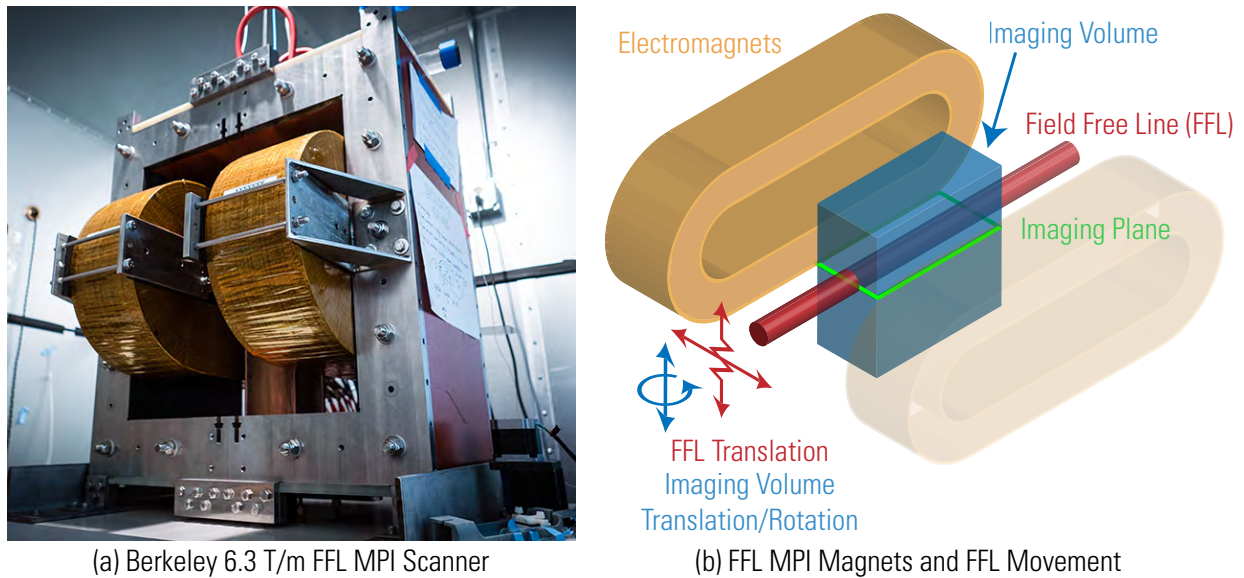 Electromagnets
Imaging Volume
Field Free Line (FFL)
Imaging Plane
FFL Translation
Imaging Volume
Translation/Rotation
(a) Berkeley 6.3 T/m FFL MPI Scanner
(b) FFL MPI Magnets and FFL Movement